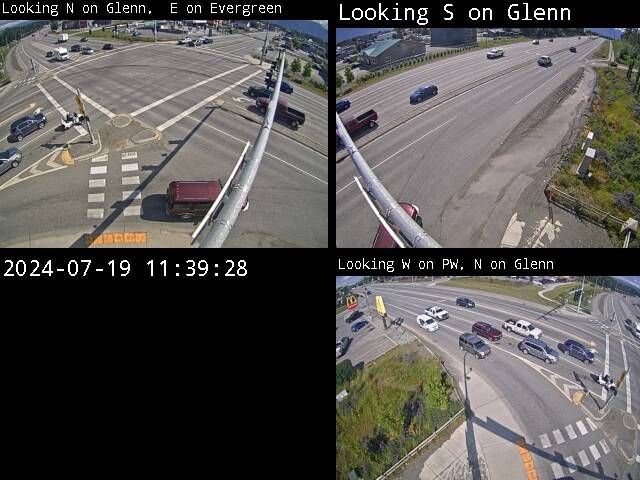 Looking N on Glenn,  E on Evergreen
Looking S on Glenn
2024-07-19 11:39:28
Looking W on PW, N on Glenn